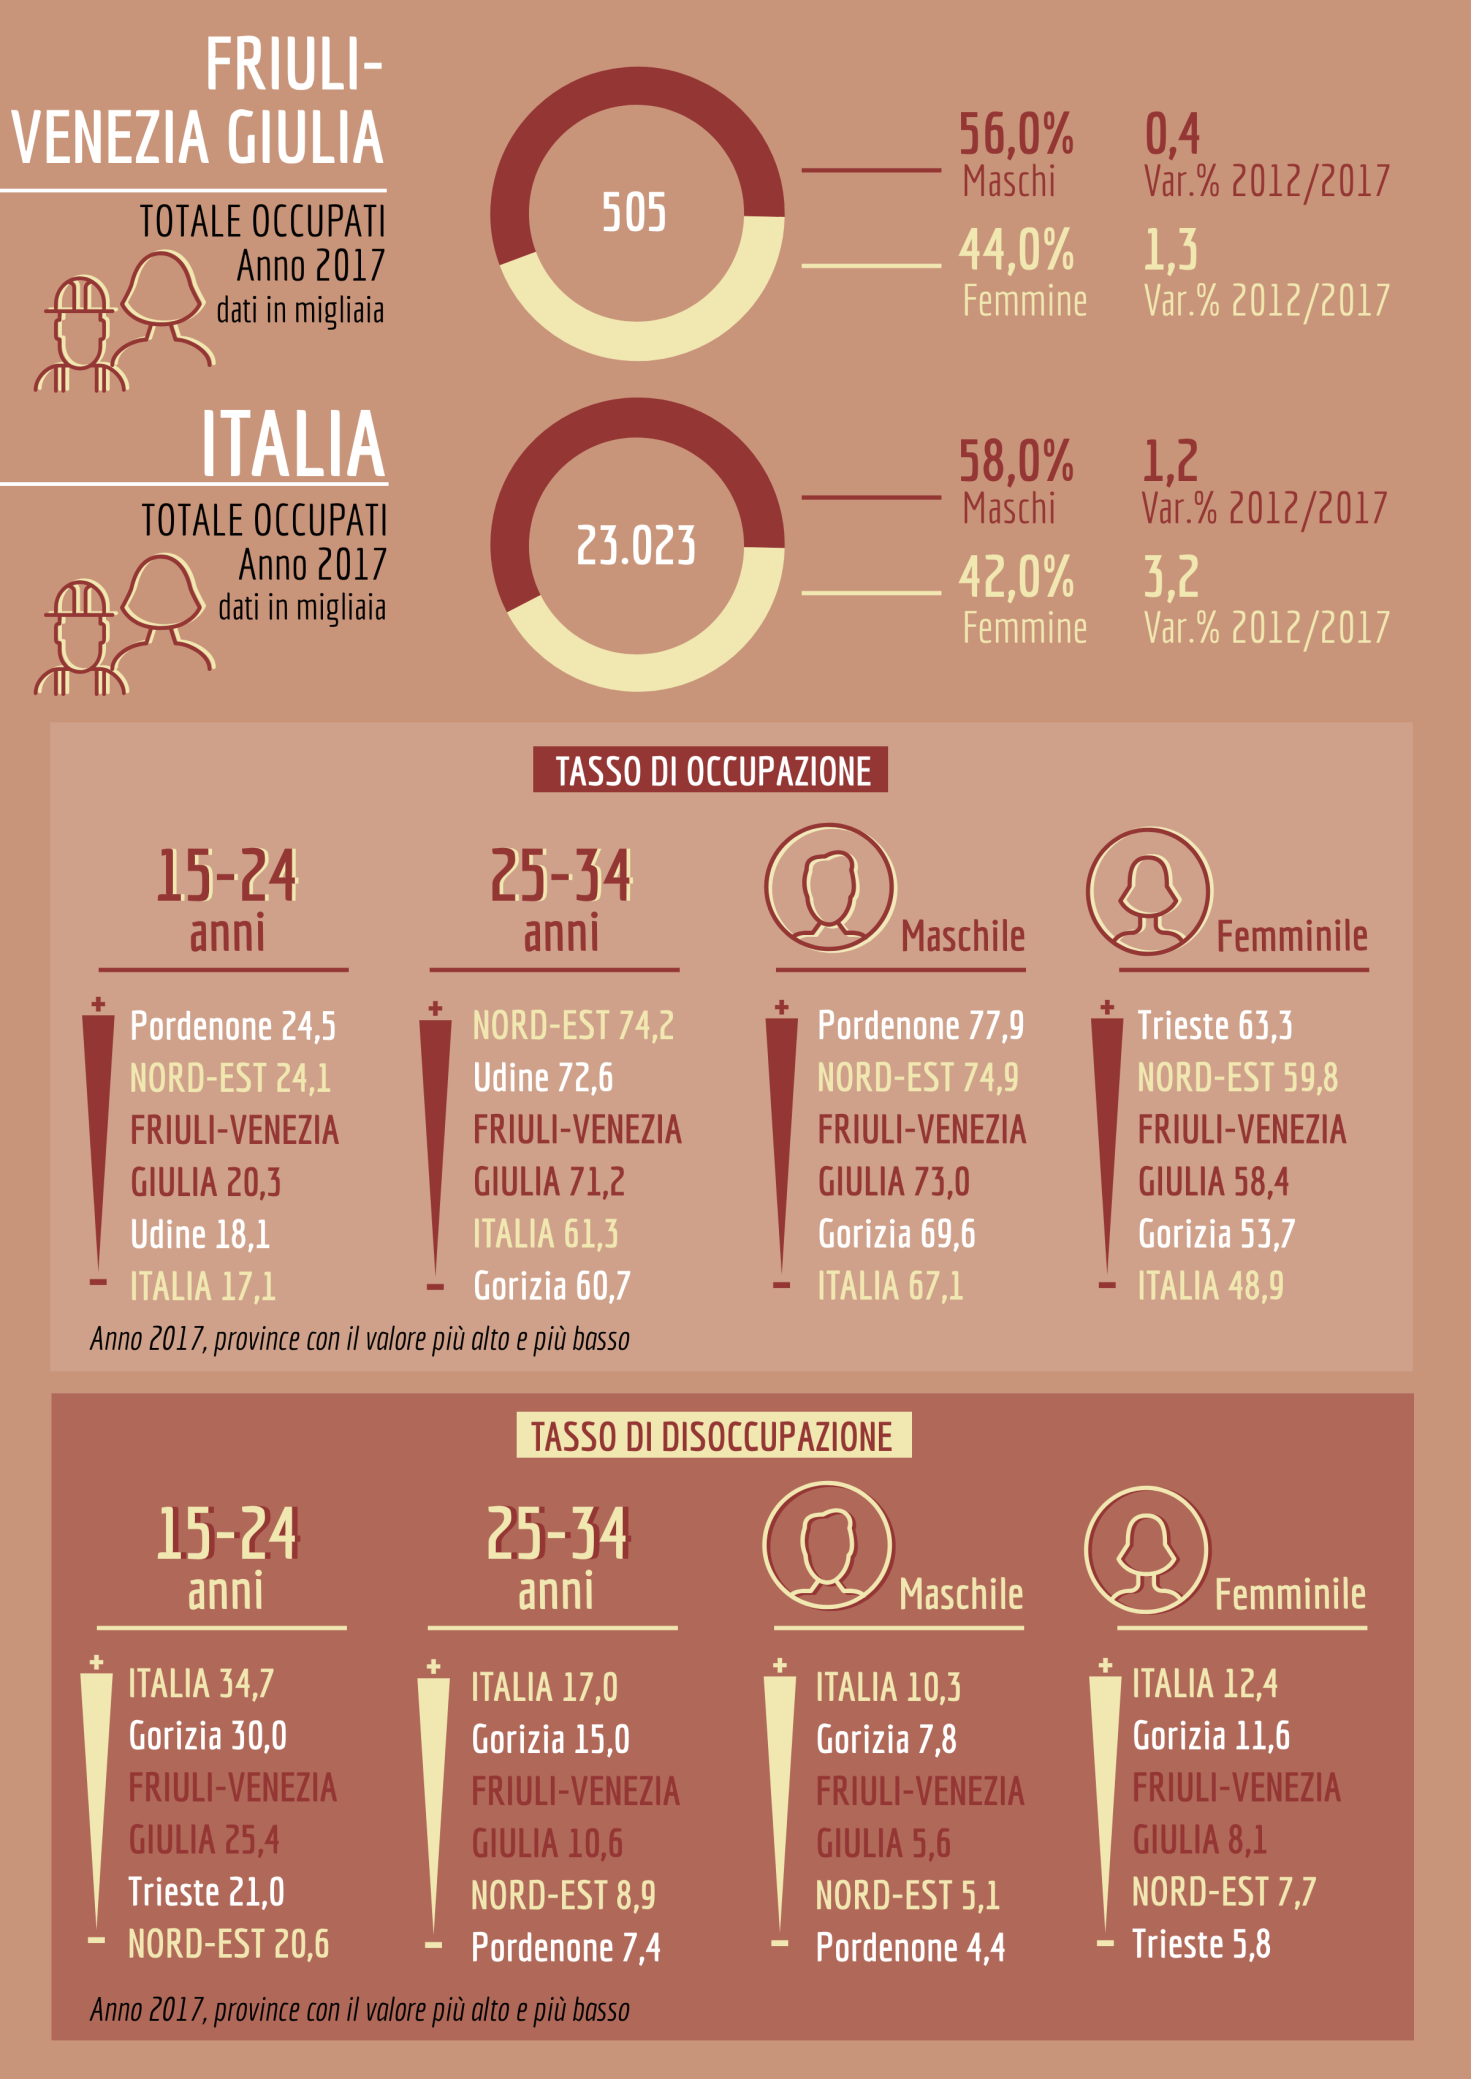 FRIULI-
VENEZIA GIULIA
TOTALE OCCUPATI
Anno 2017
dati in migliaia
505
56,0%
Maschi
0,4
Var.% 2012/2017
44,0%
Femmine
1,3
Var.% 2012/2017
ITALIA
TOTALE OCCUPATI
Anno 2017
dati in migliaia
23.023
58,0%
Maschi
1,2
Var.% 2012/2017
42,0%
Femmine
3,2
Var.% 2012/2017
TASSO DI OCCUPAZIONE
15-24
anni
+
Pordenone 24,5
NORD-EST 24,1
FRIULI-VENEZIA
GIULIA 20,3
Udine 18,1
- ITALIA 17,1
25-34
anni
+
NORD-EST 74,2
Udine 72,6
FRIULI-VENEZIA
GIULIA 71,2
ITALIA 61,3
- Gorizia 60,7
Maschile
+
Pordenone 77,9
NORD-EST 74,9
FRIULI-VENEZIA
GIULIA 73,0
Gorizia 69,6
- ITALIA 67,1
Femminile
+
Trieste 63,3
NORD-EST 59,8
FRIULI-VENEZIA
GIULIA 58,4
Gorizia 53,7
- ITALIA 48,9
Anno 2017, province con il valore più alto e più basso
TASSO DI DISOCCUPAZIONE
15-24
anni
+
ITALIA 34,7
Gorizia 30,0
FRIULI-VENEZIA
GIULIA 25,4
Trieste 21,0
- NORD-EST 20,6
25-34
anni
+
ITALIA 17,0
Gorizia 15,0
FRIULI-VENEZIA
GIULIA 10,6
NORD-EST 8,9
- Pordenone 7,4
Maschile
+
ITALIA 10,3
Gorizia 7,8
FRIULI-VENEZIA
GIULIA 5,6
NORD-EST 5,1
- Pordenone 4,4
Femminile
+
ITALIA 12,4
Gorizia 11,6
FRIULI-VENEZIA
GIULIA 8,1
NORD-EST 7,7
- Trieste 5,8
Anno 2017, province con il valore più alto e più basso